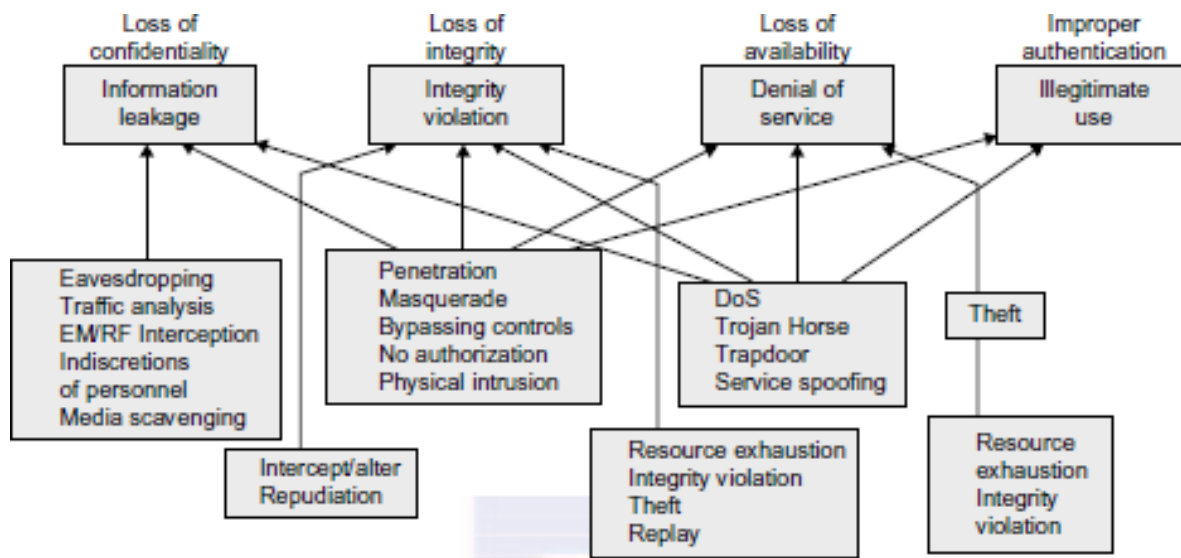 Loss of
confidentiality
Loss of
integrity
Loss of
availability
Improper
authentication
Information
leakage
Integrity
violation
Denial of
service
Illegitimate
use
Eavesdropping
Traffic analysis
EM/RF Interception
Indiscretions
of personnel
Media scavenging
Penetration
Masquerade
Bypassing controls
No authorization
Physical intrusion
DoS
Trojan Horse
Trapdoor
Service spoofing
Theft
Intercept/alter
Repudiation
Resource exhaustion
Integrity violation
Theft
Replay
Resource
exhaustion
Integrity
violation